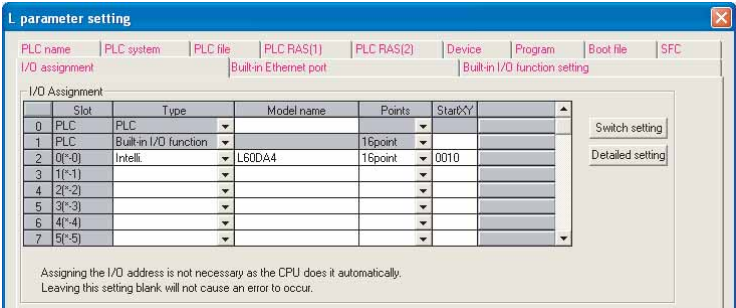 L parameter setting
PLC name PLC system PLC file PLC RAS(1) PLC RAS(2) Device Program Boot file SFC
I/O assignment Built-in Ethernet port Built-in I/O function setting
I/O Assignment
Slot Type Model name Points StartXY
0 PLC PLC
1 PLC Built-in I/O function 16point
2 0(*-0) Intelli. L60DA4 16point 0010
3 1(*-1)
4 2(*-2)
5 3(*-3)
6 4(*-4)
7 5(*-5)
Switch setting
Detailed setting
Assigning the I/O address is not necessary as the CPU does it automatically.
Leaving this setting blank will not cause an error to occur.